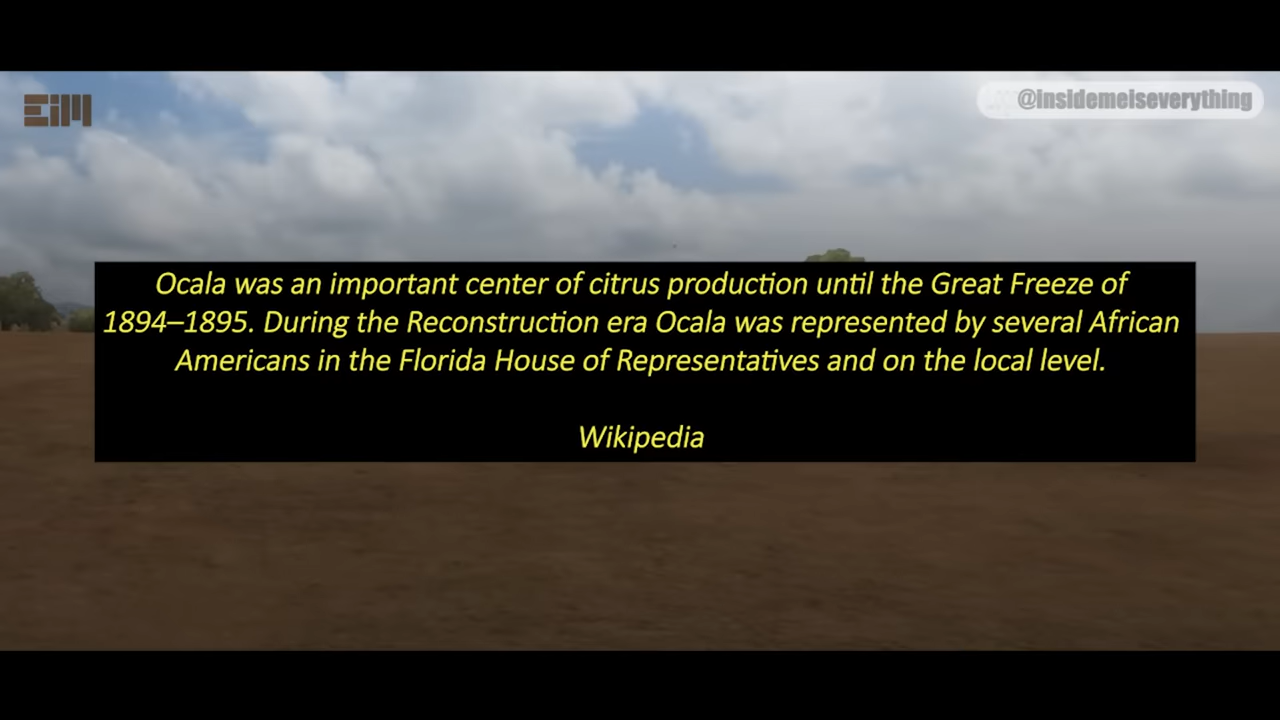 EiM
@insidemeiseverything
Ocala was an important center of citrus production until the Great Freeze of
1894–1895. During the Reconstruction era Ocala was represented by several African
Americans in the Florida House of Representatives and on the local level.
Wikipedia